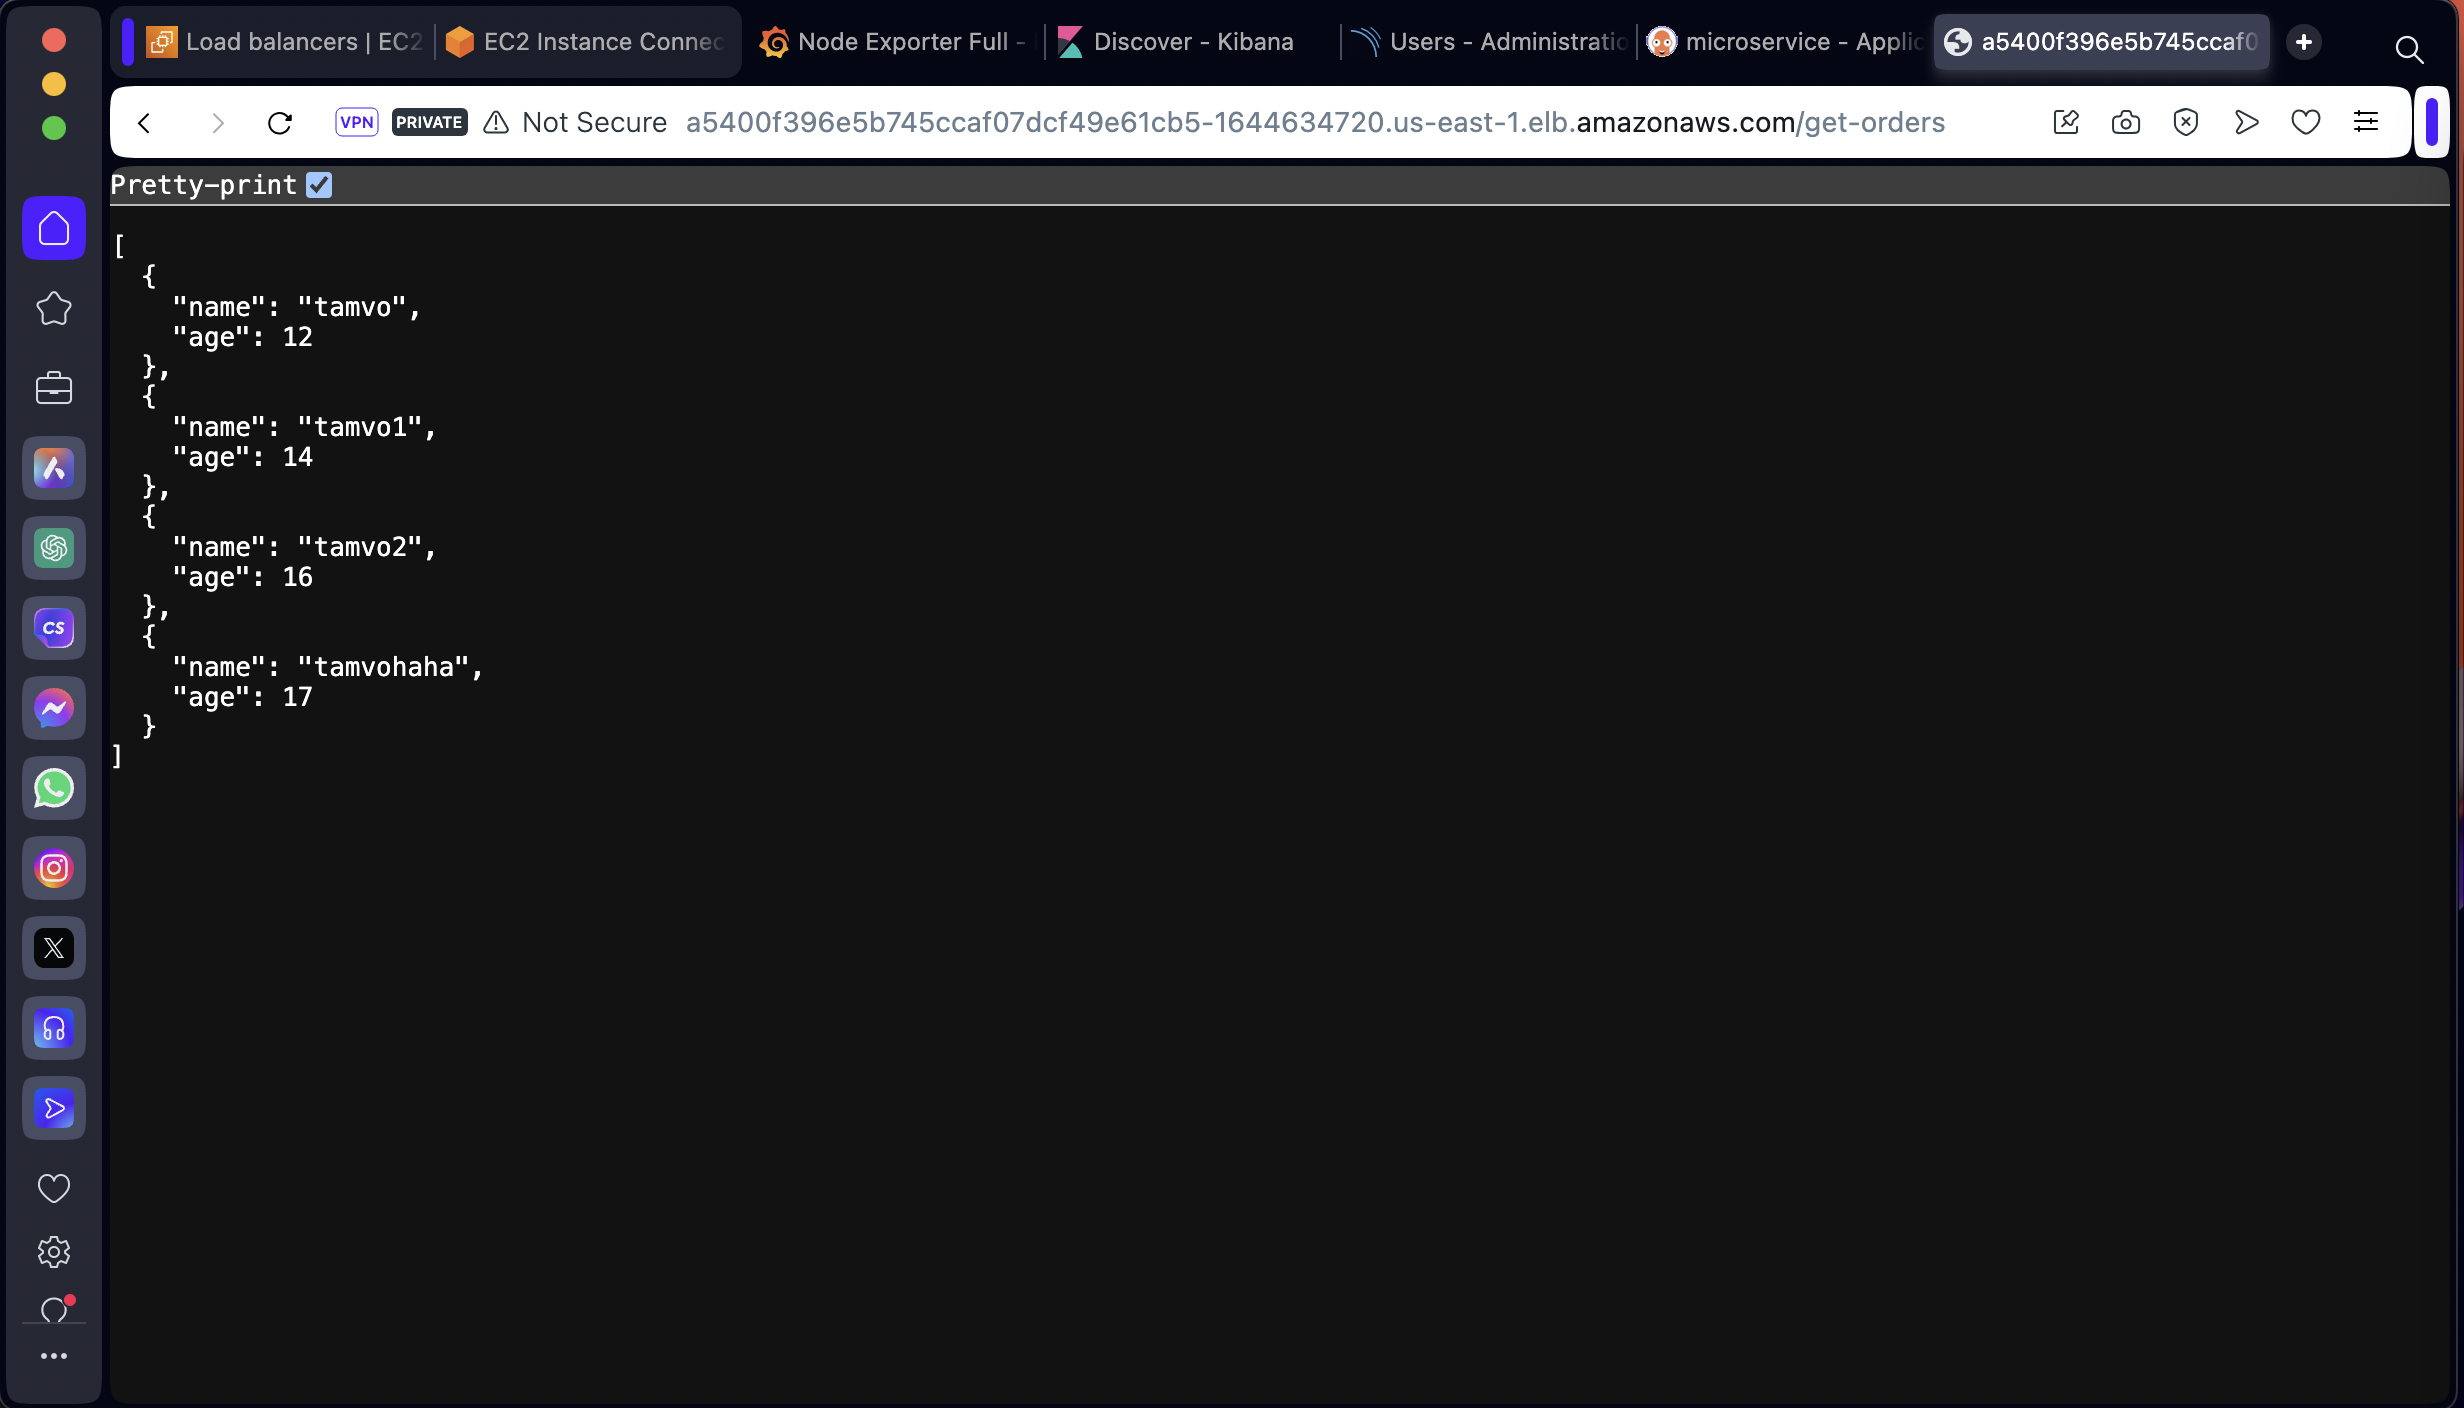 Load balancers | EC2
EC2 Instance Connec
Node Exporter Full -
Discover - Kibana
Users - Administratio
microservice - Applic
a5400f396e5b745ccaf0
VPN
PRIVATE
Not Secure
a5400f396e5b745ccaf07dcf49e61cb5-1644634720.us-east-1.elb.amazonaws.com/get-orders
Pretty-print
[
{
"name": "tamvo",
"age": 12
},
{
"name": "tamvo1",
"age": 14
},
{
"name": "tamvo2",
"age": 16
},
{
"name": "tamvohaha",
"age": 17
}
]
CS